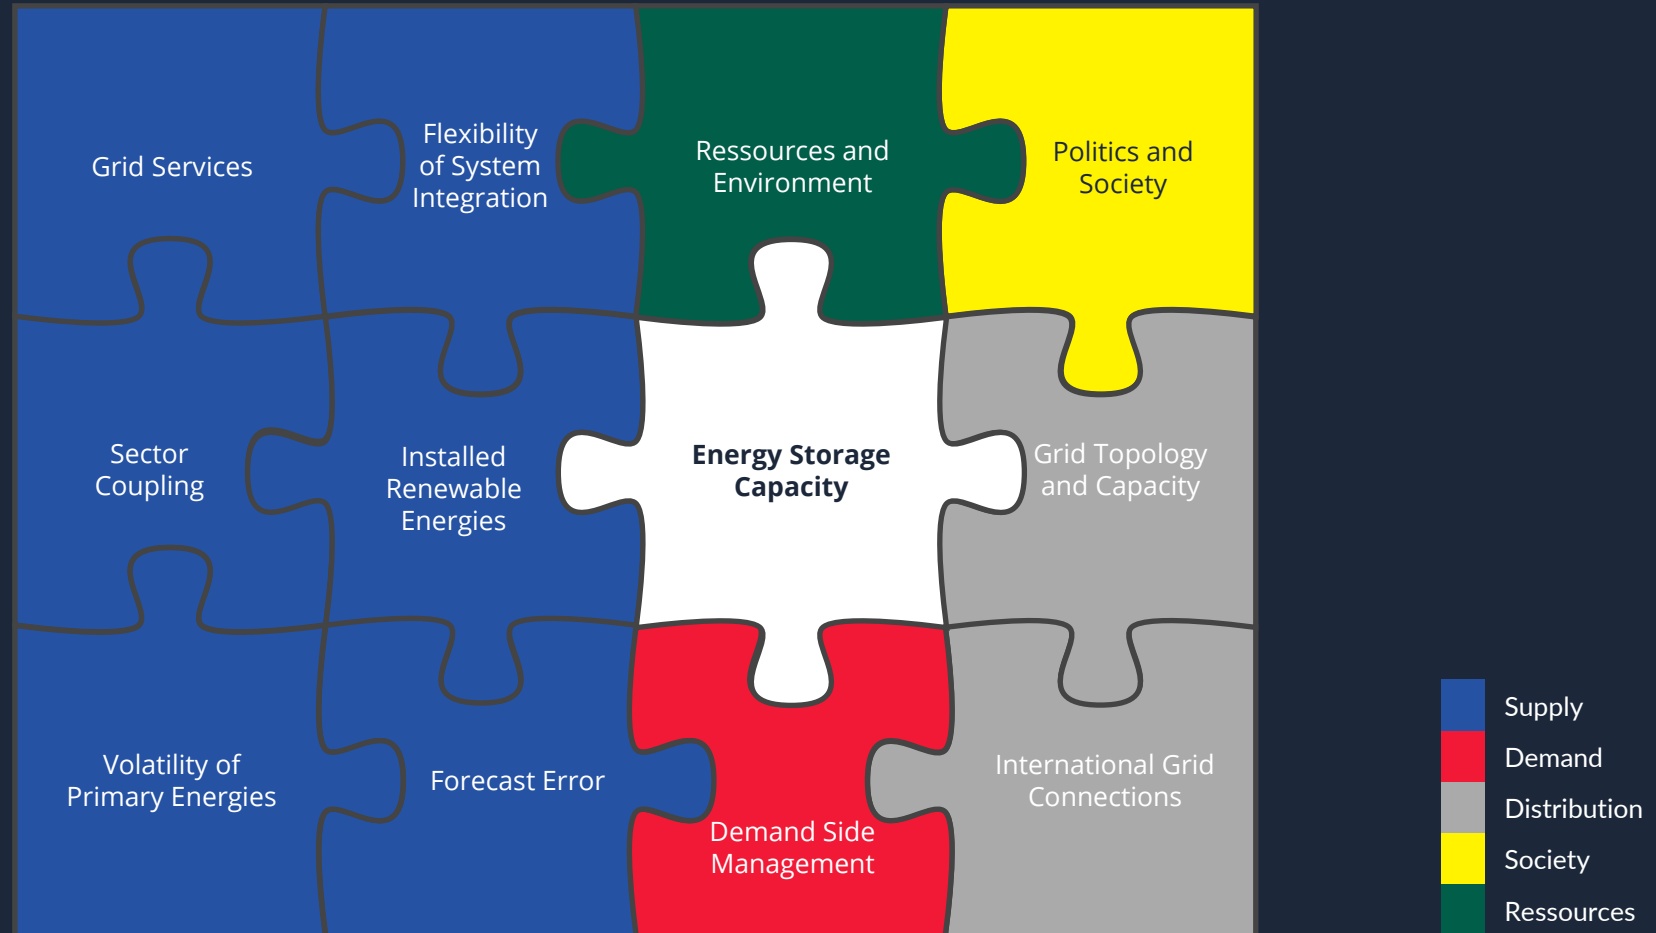 Grid Services
Flexibility
of System
Integration
Ressources and
Environment
Politics and
Society
Sector
Coupling
Installed
Renewable
Energies
Energy Storage
Capacity
Grid Topology
and Capacity
Volatility of
Primary Energies
Forecast Error
Demand Side
Management
International Grid
Connections
Supply
Demand
Distribution
Society
Ressources